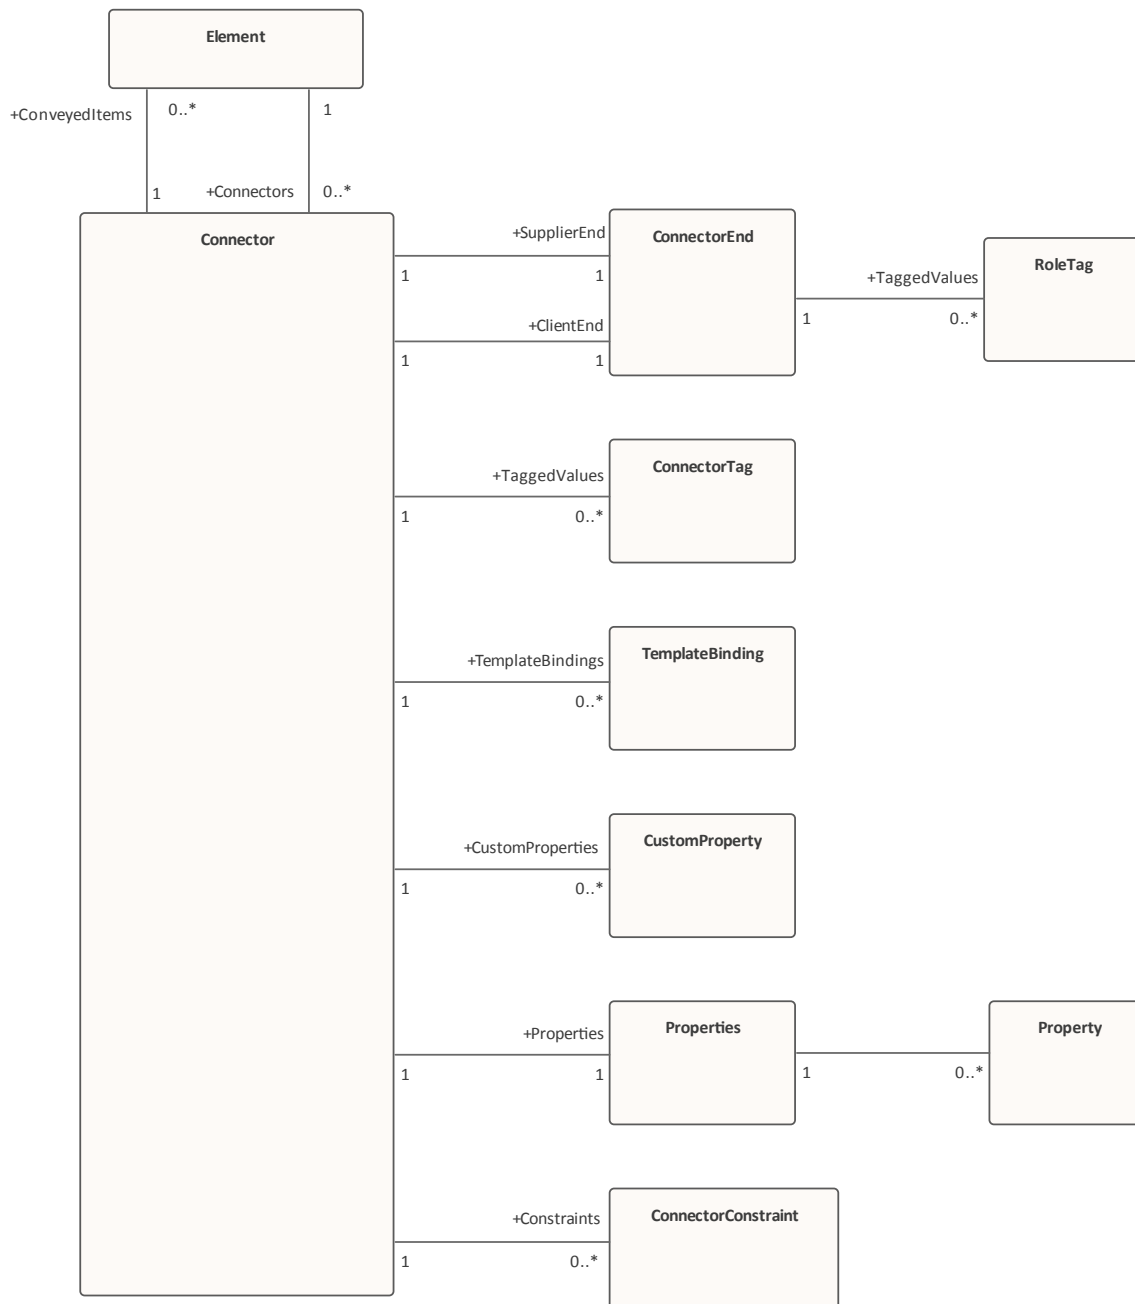 Element
+ConveyedItems
0..*
1
1
+Connectors
0..*
Connector
+SupplierEnd
1
1
+ClientEnd
1
1
ConnectorEnd
+TaggedValues
1
0..*
RoleTag
+TaggedValues
1
0..*
ConnectorTag
+TemplateBindings
1
0..*
TemplateBinding
+CustomProperties
1
0..*
CustomProperty
+Properties
1
1
Properties
1
0..*
Property
+Constraints
1
0..*
ConnectorConstraint